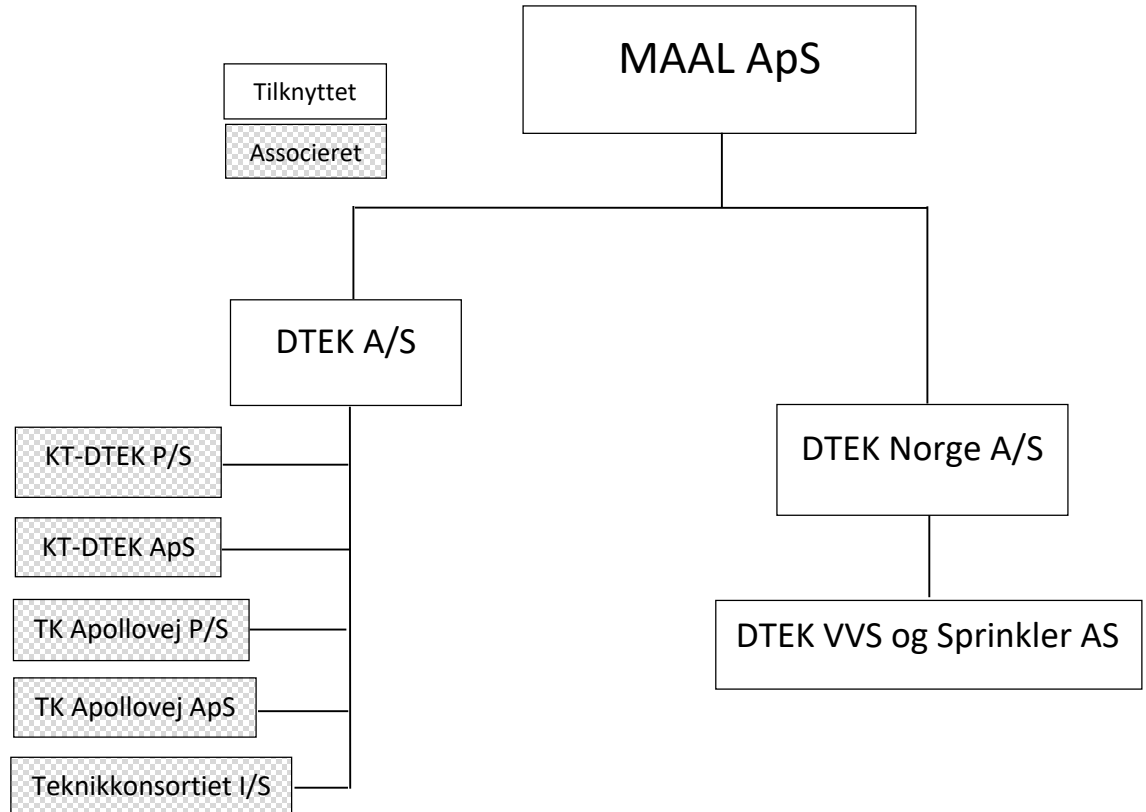 MAAL ApS
Tilknyttet
Associeret
DTEK A/S
DTEK Norge A/S
KT-DTEK P/S
KT-DTEK ApS
TK Apollovej P/S
DTEK VVS og Sprinkler AS
TK Apollovej ApS
Teknikkonsortiet I/S